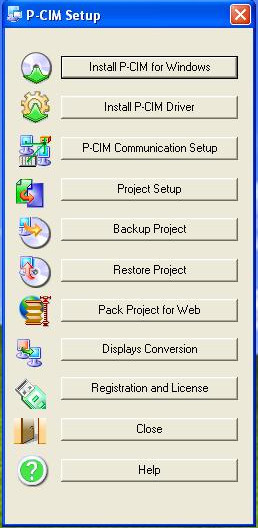 P-CIM Setup
Install P-CIM for Windows
Install P-CIM Driver
P-CIM Communication Setup
Project Setup
Backup Project
Restore Project
Pack Project for Web
Displays Conversion
Registration and License
Close
Help